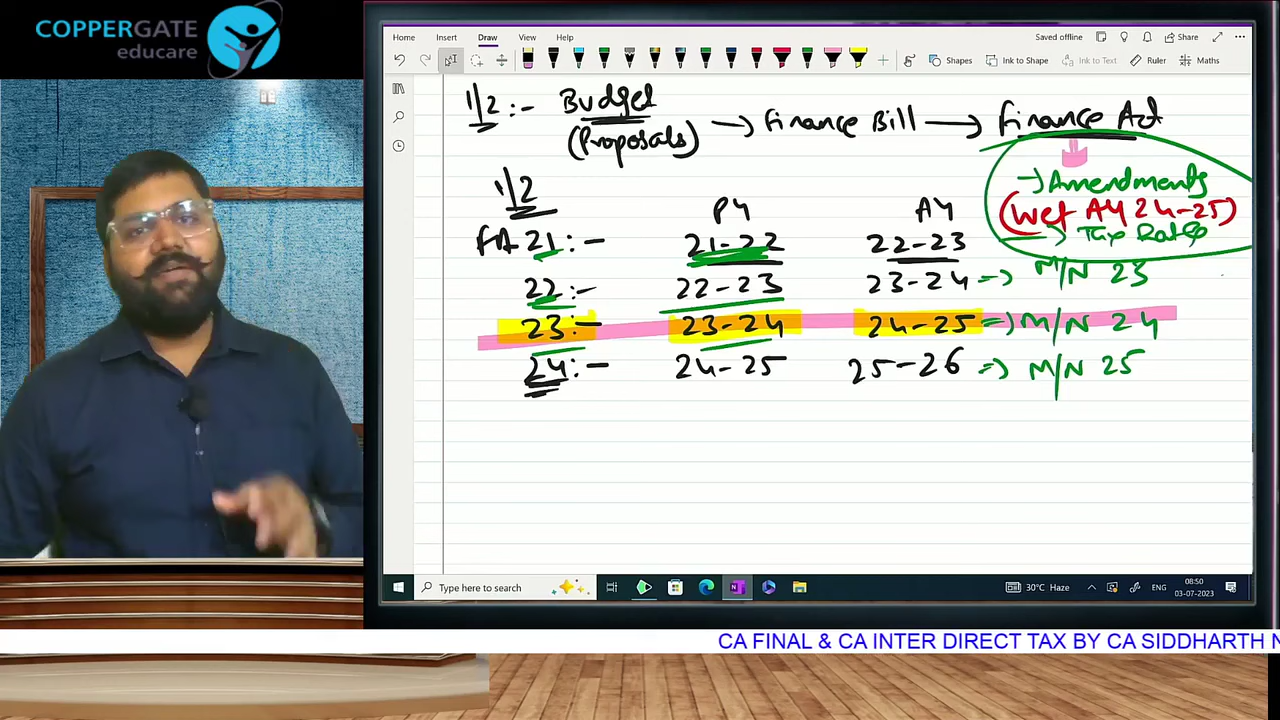 COPPERGATE
educare
Home Insert Draw View Help
Saved offline
Share
Shapes
Ink to Shape
Ink to Text
Ruler
Maths
1/2 :- Budget (Proposals) → Finance Bill → Finance Act
→ Amendments
(Wef AY 24-25)
→ Tax Rates
1/2
PY AY
FA 21 :- 21-22 22-23
22 :- 22-23 23-24 => M/N 23
23 :- 23-24 24-25 => M/N 24
24 :- 24-25 25-26 => M/N 25
Type here to search
30°C Haze
ENG
08:50
03-07-2023
CA FINAL & CA INTER DIRECT TAX BY CA SIDDHARTH N